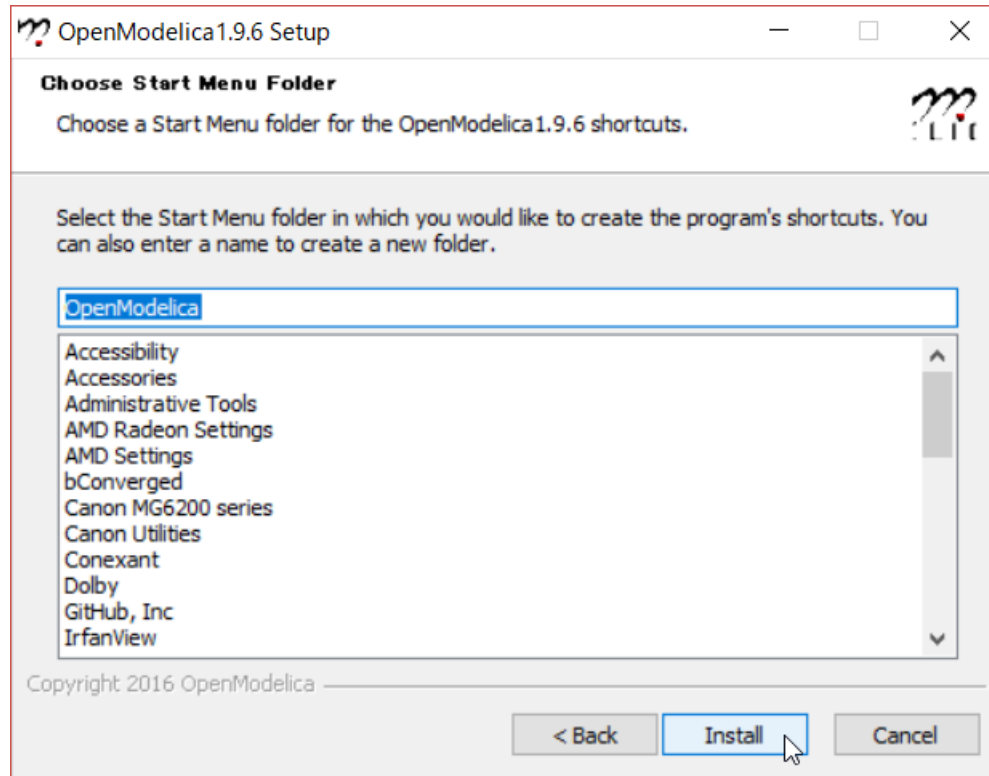 OpenModelica1.9.6 Setup
Choose Start Menu Folder
Choose a Start Menu folder for the OpenModelica1.9.6 shortcuts.
Select the Start Menu folder in which you would like to create the program's shortcuts. You
can also enter a name to create a new folder.
OpenModelica
Accessibility
Accessories
Administrative Tools
AMD Radeon Settings
AMD Settings
bConverged
Canon MG6200 series
Canon Utilities
Conexant
Dolby
GitHub, Inc
IrfanView
Copyright 2016 OpenModelica
< Back Install Cancel